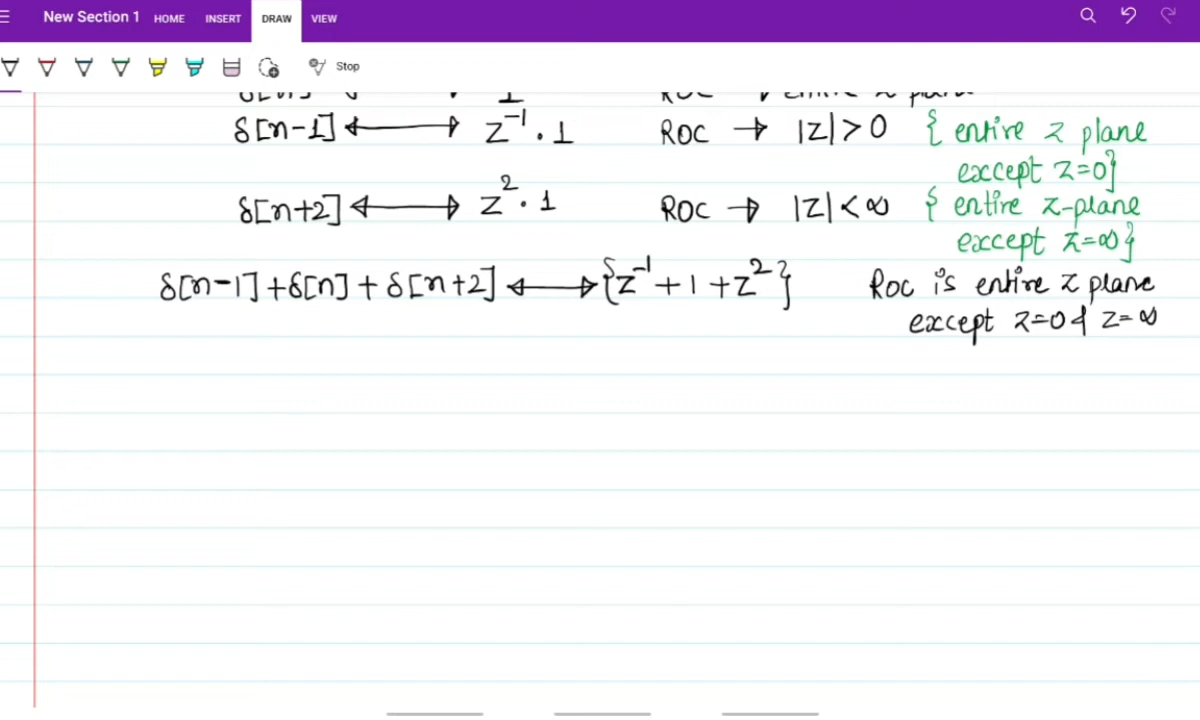 New Section 1 HOME INSERT DRAW VIEW
Stop
δ[n-1] ⟷ z⁻¹.1 ROC → |z|>0 { entire z plane
except z=0}
δ[n+2] ⟷ z².1 ROC → |z|<∞ { entire z-plane
except z=∞}
δ[n-1]+δ[n]+δ[n+2] ⟷ {z⁻¹+1+z²} ROC is entire z plane
except z=0 & z=∞